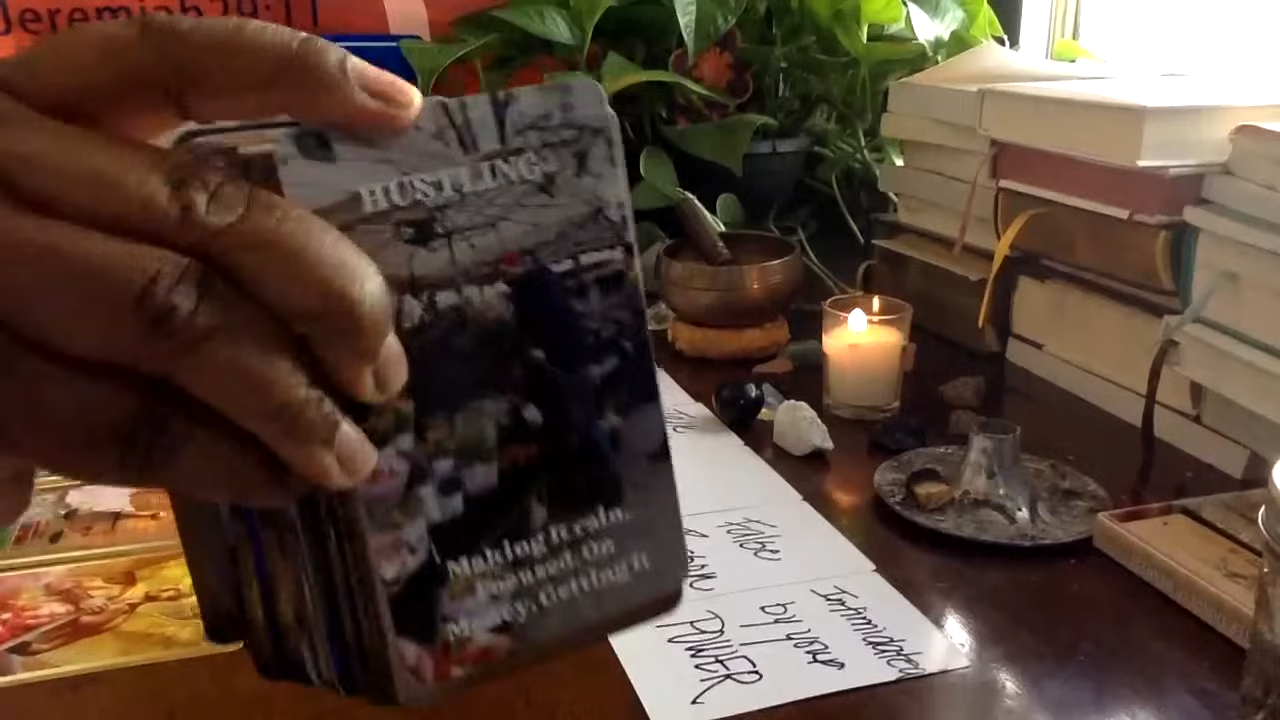 Jeremiah 29:11
HUSTLING
Making It rain,
Focused, On
Money, Getting It
False
Intimidated
by your
POWER